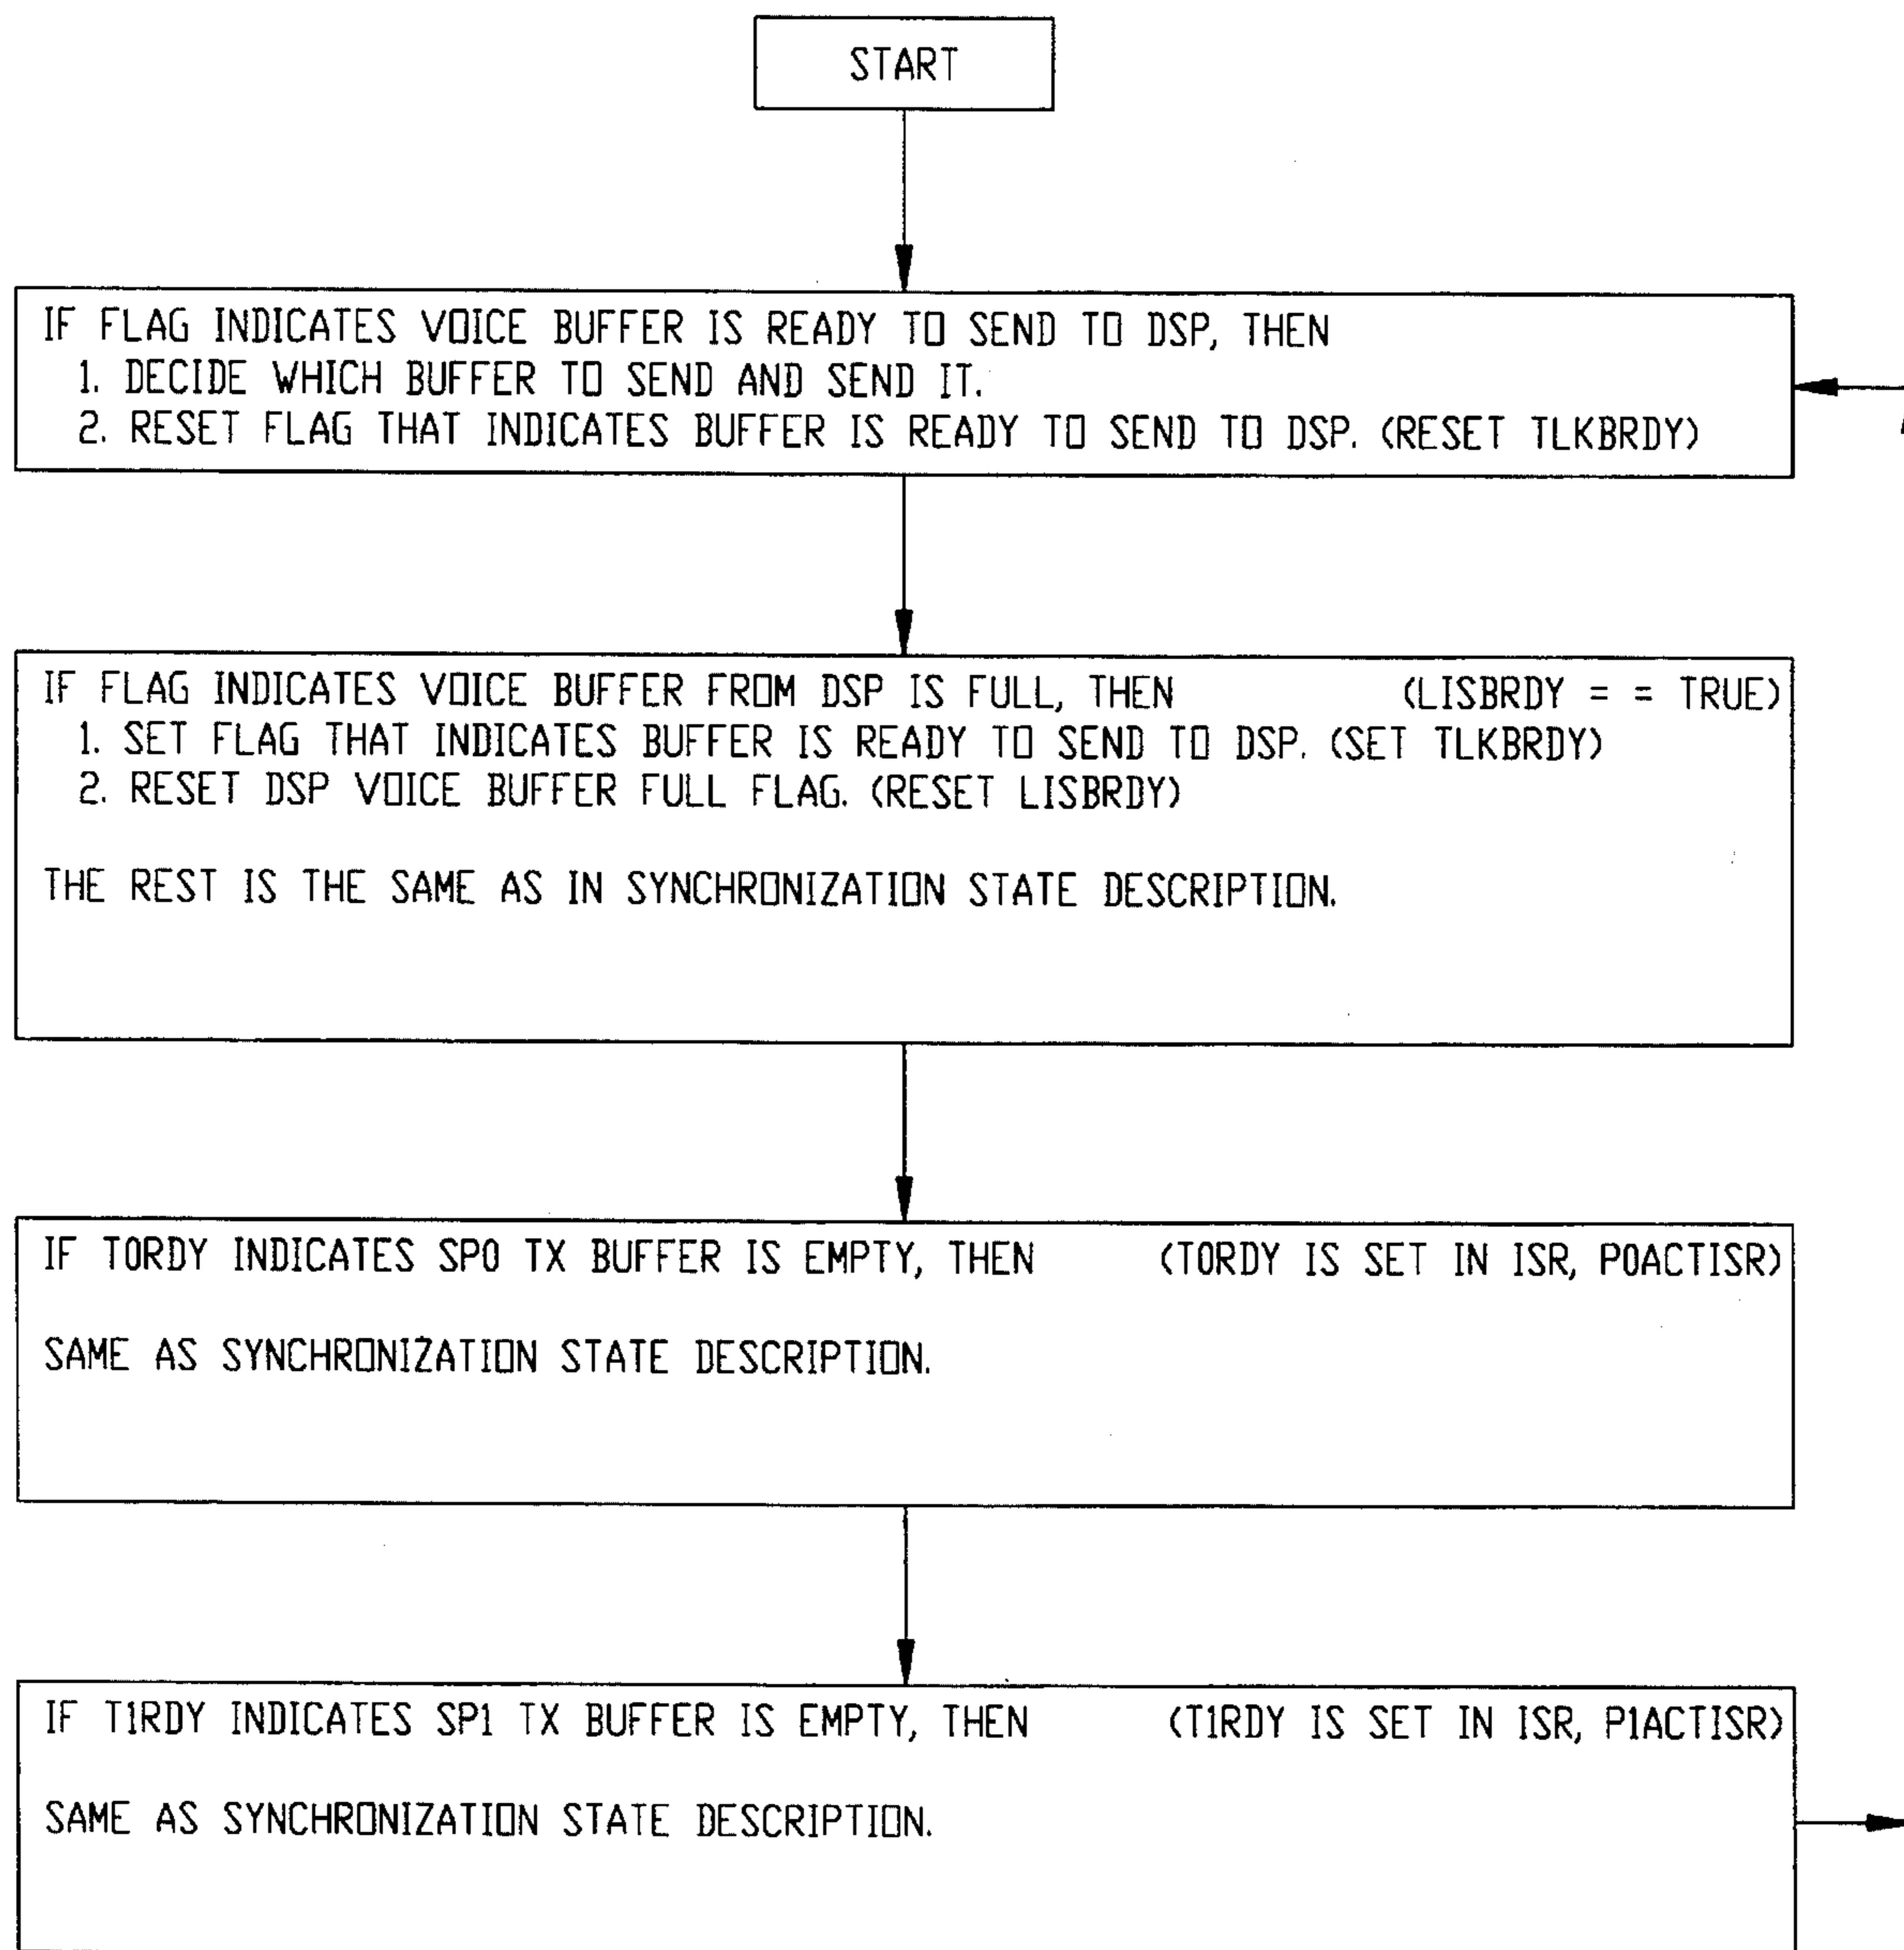 START
IF FLAG INDICATES VOICE BUFFER IS READY TO SEND TO DSP, THEN
1. DECIDE WHICH BUFFER TO SEND AND SEND IT.
2. RESET FLAG THAT INDICATES BUFFER IS READY TO SEND TO DSP. (RESET TLKBRDY)
IF FLAG INDICATES VOICE BUFFER FROM DSP IS FULL, THEN (LISBRDY = = TRUE)
1. SET FLAG THAT INDICATES BUFFER IS READY TO SEND TO DSP. (SET TLKBRDY)
2. RESET DSP VOICE BUFFER FULL FLAG. (RESET LISBRDY)
THE REST IS THE SAME AS IN SYNCHRONIZATION STATE DESCRIPTION.
IF T0RDY INDICATES SP0 TX BUFFER IS EMPTY, THEN (T0RDY IS SET IN ISR, P0ACTISR)
SAME AS SYNCHRONIZATION STATE DESCRIPTION.
IF T1RDY INDICATES SP1 TX BUFFER IS EMPTY, THEN (T1RDY IS SET IN ISR, P1ACTISR)
SAME AS SYNCHRONIZATION STATE DESCRIPTION.